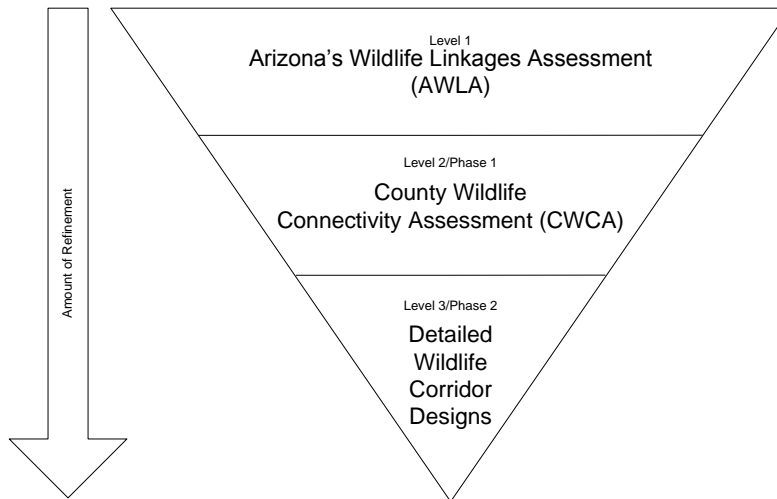 Level 1
Arizona's Wildlife Linkages Assessment
(AWLA)
Level 2/Phase 1
County Wildlife
Connectivity Assessment (CWCA)
Level 3/Phase 2
Detailed
Wildlife
Corridor
Designs
Amount of Refinement